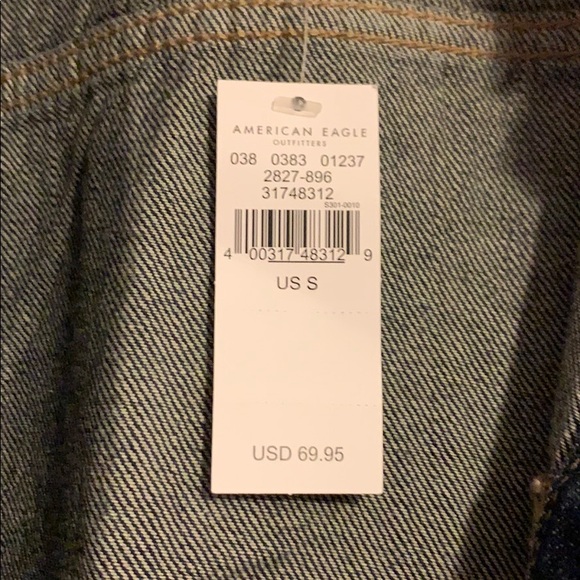 AMERICAN EAGLE
OUTFITTERS
038 0383 01237
2827-896
31748312
S301-0010
4 00317 48312 9
US S
USD 69.95